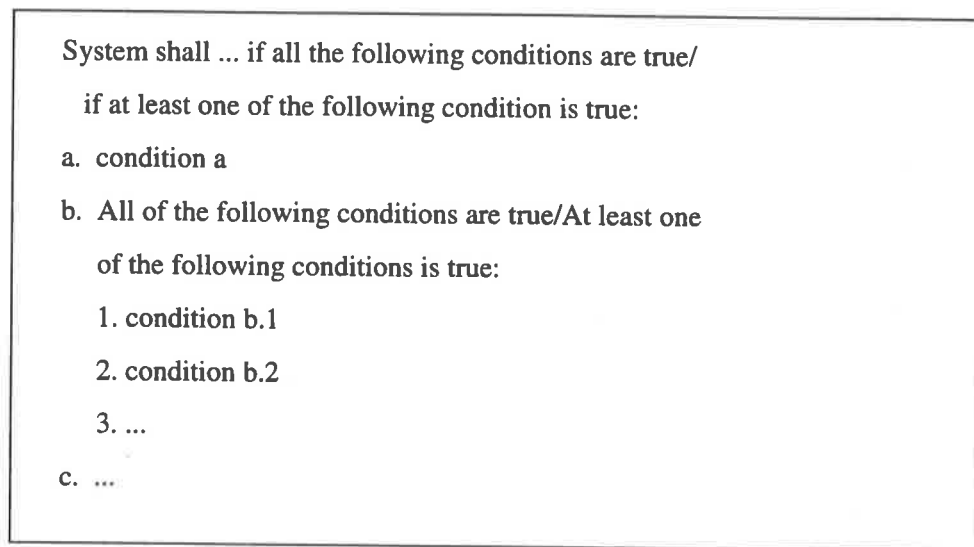 System shall ... if all the following conditions are true/
if at least one of the following condition is true:
a. condition a
b. All of the following conditions are true/At least one
of the following conditions is true:
1. condition b.1
2. condition b.2
3. ...
c. ...